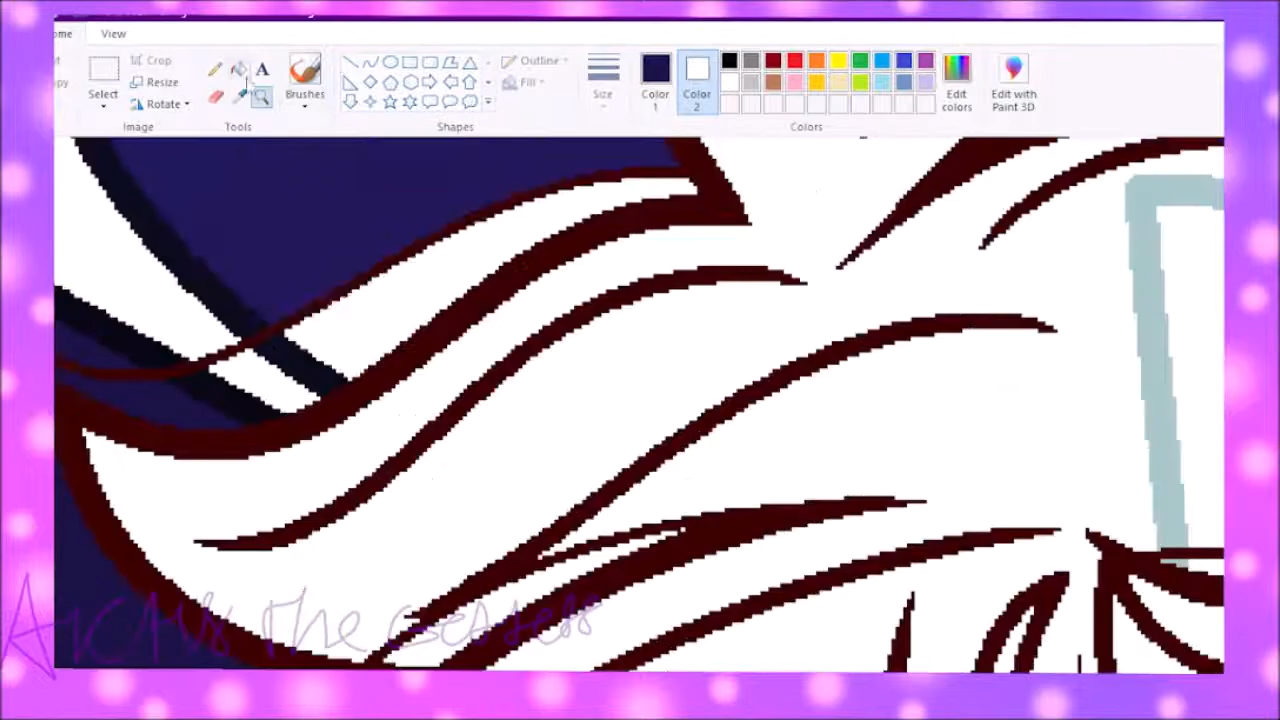 View
Crop
Resize
Rotate
Select
Image
A
Tools
Brushes
Shapes
Outline
Fill
Size
Color 1
Color 2
Colors
Edit colors
Edit with Paint 3D
the